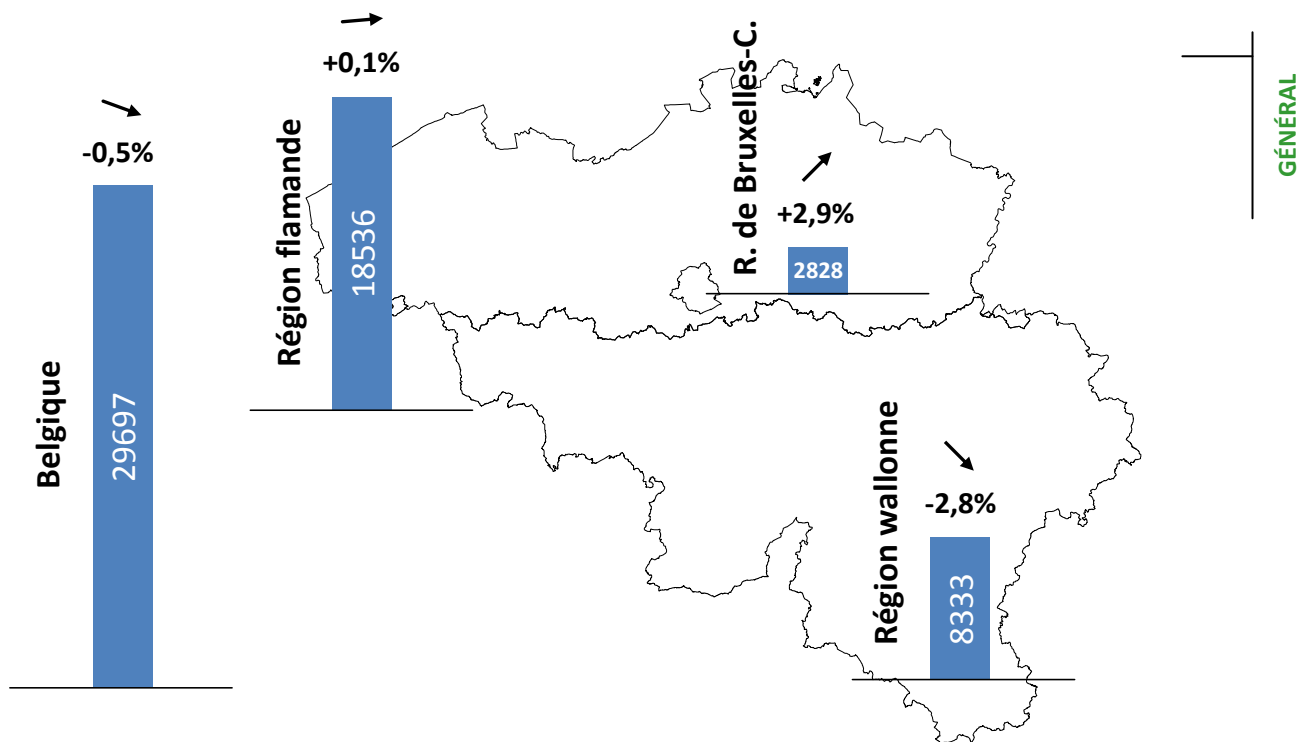 Belgique
-0,5%
29697
Région flamande
+0,1%
18536
R. de Bruxelles-C.
+2,9%
2828
Région wallonne
-2,8%
8333
GÉNÉRAL